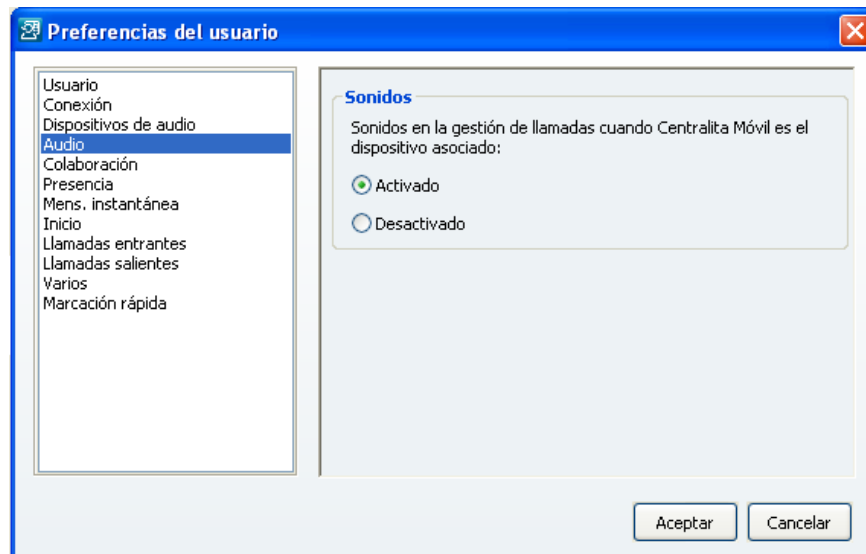 Preferencias del usuario
Usuario
Conexión
Dispositivos de audio
Audio
Colaboración
Presencia
Mens. instantánea
Inicio
Llamadas entrantes
Llamadas salientes
Varios
Marcación rápida
Sonidos
Sonidos en la gestión de llamadas cuando Centralita Móvil es el
dispositivo asociado:
Activado
Desactivado
Aceptar
Cancelar